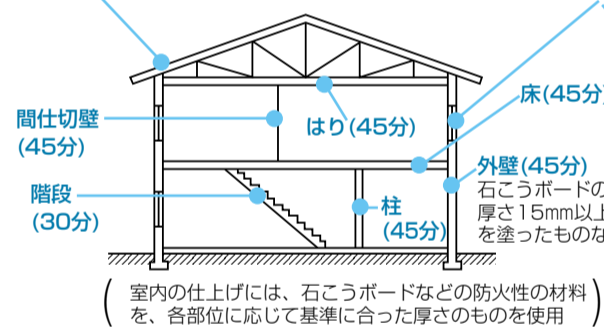 間仕切壁
(45分)
はり(45分)
床(45分)
外壁(45分)
石こうボードの
厚さ15mm以上
を塗ったものな
階段
(30分)
柱
(45分)
室内の仕上げには、石こうボードなどの防火性の材料
を、各部位に応じて基準に合った厚さのものを使用